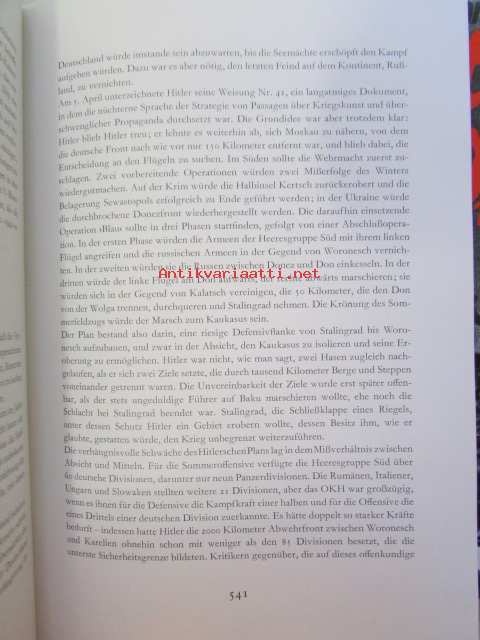 Deutschland würde imstande sein abzuwarten, bis die Seemächte erschöpft den Kampf
aufgeben würden. Dazu war es aber nötig, den letzten Feind auf dem Kontinent, Ruß-
land, zu vernichten.
Am 5. April unterzeichnete Hitler seine Weisung Nr. 41, ein langatmiges Dokument,
in dem die nüchterne Sprache der Strategie von Passagen über Kriegskunst und über-
schwenglicher Propaganda durchsetzt war. Die Grundidee war aber trotzdem klar:
Hitler blieb Hitler treu; er lehnte es weiterhin ab, sich Moskau zu nähern, von dem
die deutsche Front nach wie vor nur 150 Kilometer entfernt war, und blieb dabei, die
Entscheidung an den Flügeln zu suchen. Im Süden sollte die Wehrmacht zuerst zu-
schlagen. Zwei vorbereitende Operationen würden zwei Mißerfolge des Winters
wiedergutmachen. Auf der Krim würde die Halbinsel Kertsch zurückerobert und die
Belagerung Sewastopols erfolgreich zu Ende geführt werden; in der Ukraine würde
die durchbrochene Donezfront wiederhergestellt werden. Die daraufhin einsetzende
Operation »Blau« sollte in drei Phasen stattfinden, gefolgt von einer Abschlußopera-
tion. In der ersten Phase würden die Armeen der Heeresgruppe Süd mit ihrem linken
Flügel angreifen und die russischen Armeen in der Gegend von Woronesch vernich-
ten. In der zweiten würden sie die Russen zwischen Donez und Don einkesseln. In der
Antikvariaatti.net
dritten würde der linke Flügel am Don abwärts, der rechte ostwärts marschieren; sie
würden sich in der Gegend von Kalatsch vereinigen, die 50 Kilometer, die den Don
von der Wolga trennen, durchqueren und Stalingrad nehmen. Die Krönung des Som-
merfeldzugs würde der Marsch zum Kaukasus sein.
Der Plan bestand also darin, eine riesige Defensivflanke von Stalingrad bis Woro-
nesch aufzubauen, und zwar in der Absicht, den Kaukasus zu isolieren und seine Er-
oberung zu ermöglichen. Hitler war, wie man sagt, zwei Hasen zugleich nach-
gelaufen, als er sich zwei Ziele setzte, die durch tausend Kilometer Berge und Steppen
voneinander getrennt waren. Die Unvereinbarkeit der Ziele wurde erst später offen-
bar, als der stets ungeduldige Führer auf Baku marschieren wollte, ehe noch die
Schlacht bei Stalingrad beendet war. Stalingrad, die Schließklappe eines Riegels,
unter dessen Schutz Hitler ein Gebiet erobern wollte, dessen Besitz ihm, wie er
glaubte, gestatten würde, den Krieg unbegrenzt weiterzuführen.
Die verhängnisvolle Schwäche des Hitlerschen Plans lag in dem Mißverhältnis zwischen
Absicht und Mitteln. Für die Sommeroffensive verfügte die Heeresgruppe Süd über
deutsche Divisionen, darunter nur neun Panzerdivisionen. Die Rumänen, Italiener,
Ungarn und Slowaken stellten weitere 21 Divisionen, aber das OKH war großzügig,
wenn es ihnen für die Defensive die Kampfkraft einer halben und für die Offensive die
eines Drittels einer deutschen Division zuerkannte. Es hätte doppelt so starker Kräfte
bedurft – indessen hatte Hitler die 2000 Kilometer Abwehrfront zwischen Woronesch
und Karelien ohnehin schon mit weniger als den 85 Divisionen besetzt, die die
unterste Sicherheitsgrenze bildeten. Kritikern gegenüber, die auf dieses offenkundige
541